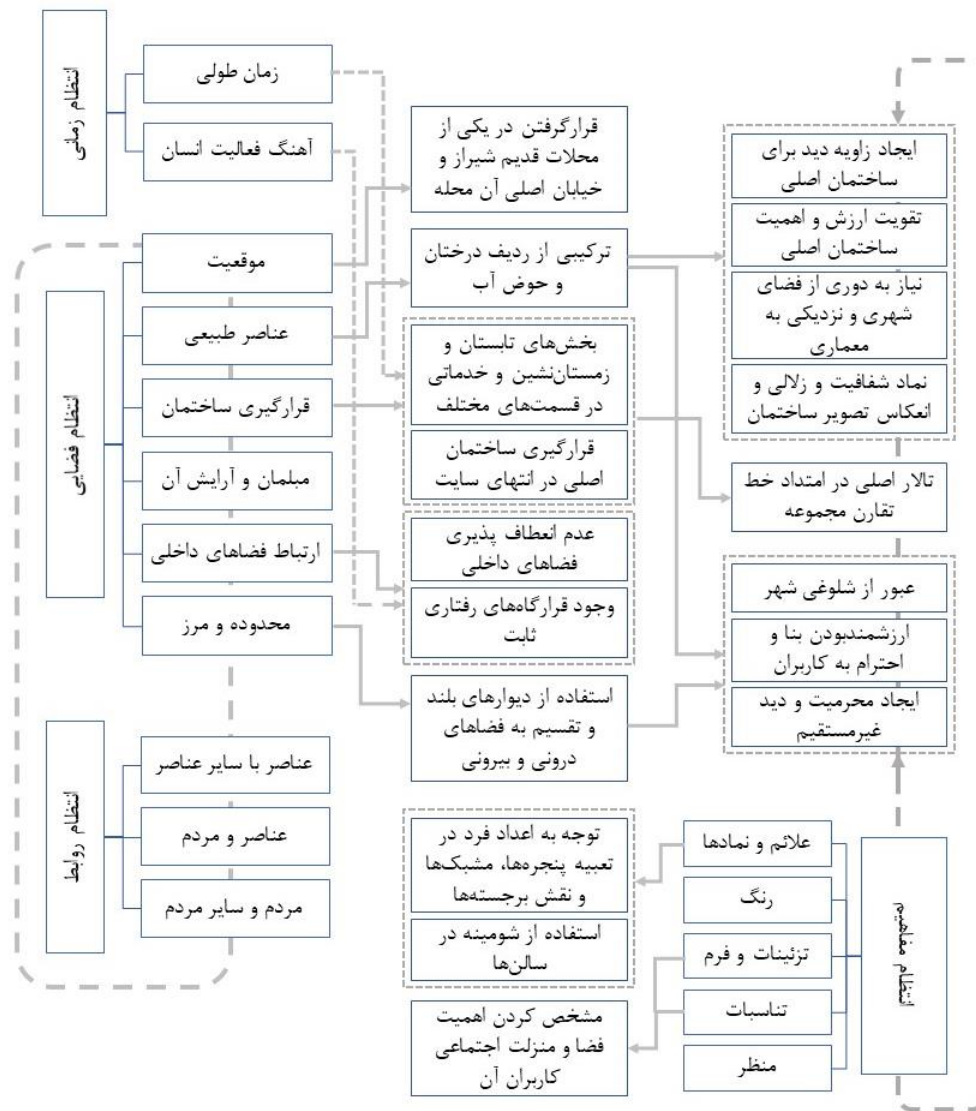 انتظام زمانی
زمان طولی
آهنگ فعالیت انسان
انتظام فضایی
موقعیت
عناصر طبیعی
قرارگیری ساختمان
مبلمان و آرایش آن
ارتباط فضاهای داخلی
محدوده و مرز
انتظام روابط
عناصر با سایر عناصر
عناصر و مردم
مردم و سایر مردم
قرارگرفتن در یکی از
محلات قدیم شیراز و
خیابان اصلی آن محله
ترکیبی از ردیف درختان
و حوض آب
بخش‌های تابستان و
زمستان‌نشین و خدماتی
در قسمت‌های مختلف
قرارگیری ساختمان
اصلی در انتهای سایت
عدم انعطاف پذیری
فضاهای داخلی
وجود قرارگاه‌های رفتاری
ثابت
استفاده از دیوارهای بلند
و تقسیم به فضاهای
درونی و بیرونی
توجه به اعداد فرد در
تعبیه پنجره‌ها، مشبک‌ها
و نقش برجسته‌ها
استفاده از شومینه در
سالن‌ها
مشخص کردن اهمیت
فضا و منزلت اجتماعی
کاربران آن
ایجاد زاویه دید برای
ساختمان اصلی
تقویت ارزش و اهمیت
ساختمان اصلی
نیاز به دوری از فضای
شهری و نزدیکی به
معماری
نماد شفافیت و زلالی و
انعکاس تصویر ساختمان
تالار اصلی در امتداد خط
تقارن مجموعه
عبور از شلوغی شهر
ارزشمندبودن بنا و
احترام به کاربران
ایجاد محرمیت و دید
غیرمستقیم
علائم و نمادها
رنگ
تزئینات و فرم
تناسبات
منظر
انتظام مفاهیم